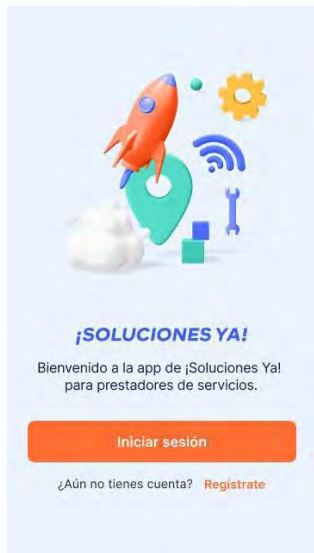 ¡SOLUCIONES YA!
Bienvenido a la app de ¡Soluciones Ya!
para prestadores de servicios.
Iniciar sesión
¿Aún no tienes cuenta? Regístrate